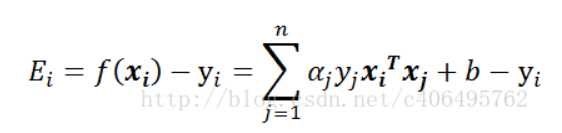 E_i = f(x_i) − y_i = ∑_{j=1}^{n} α_j y_j x_i^T x_j + b − y_i
http://blog.csdn.net/c406495762